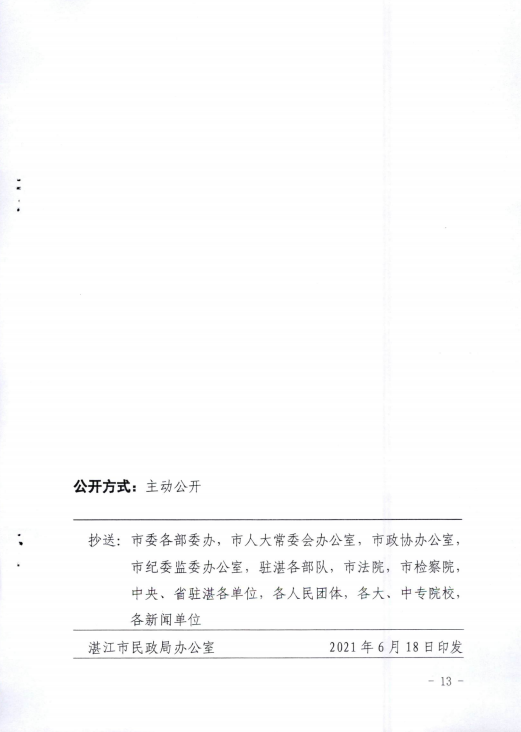 公开方式：主动公开
抄送：市委各部委办，市人大常委会办公室，市政协办公室，
市纪委监委办公室，驻湛各部队，市法院，市检察院，
中央、省驻湛各单位，各人民团体，各大、中专院校，
各新闻单位
湛江市民政局办公室 2021年6月18日印发
- 13 -